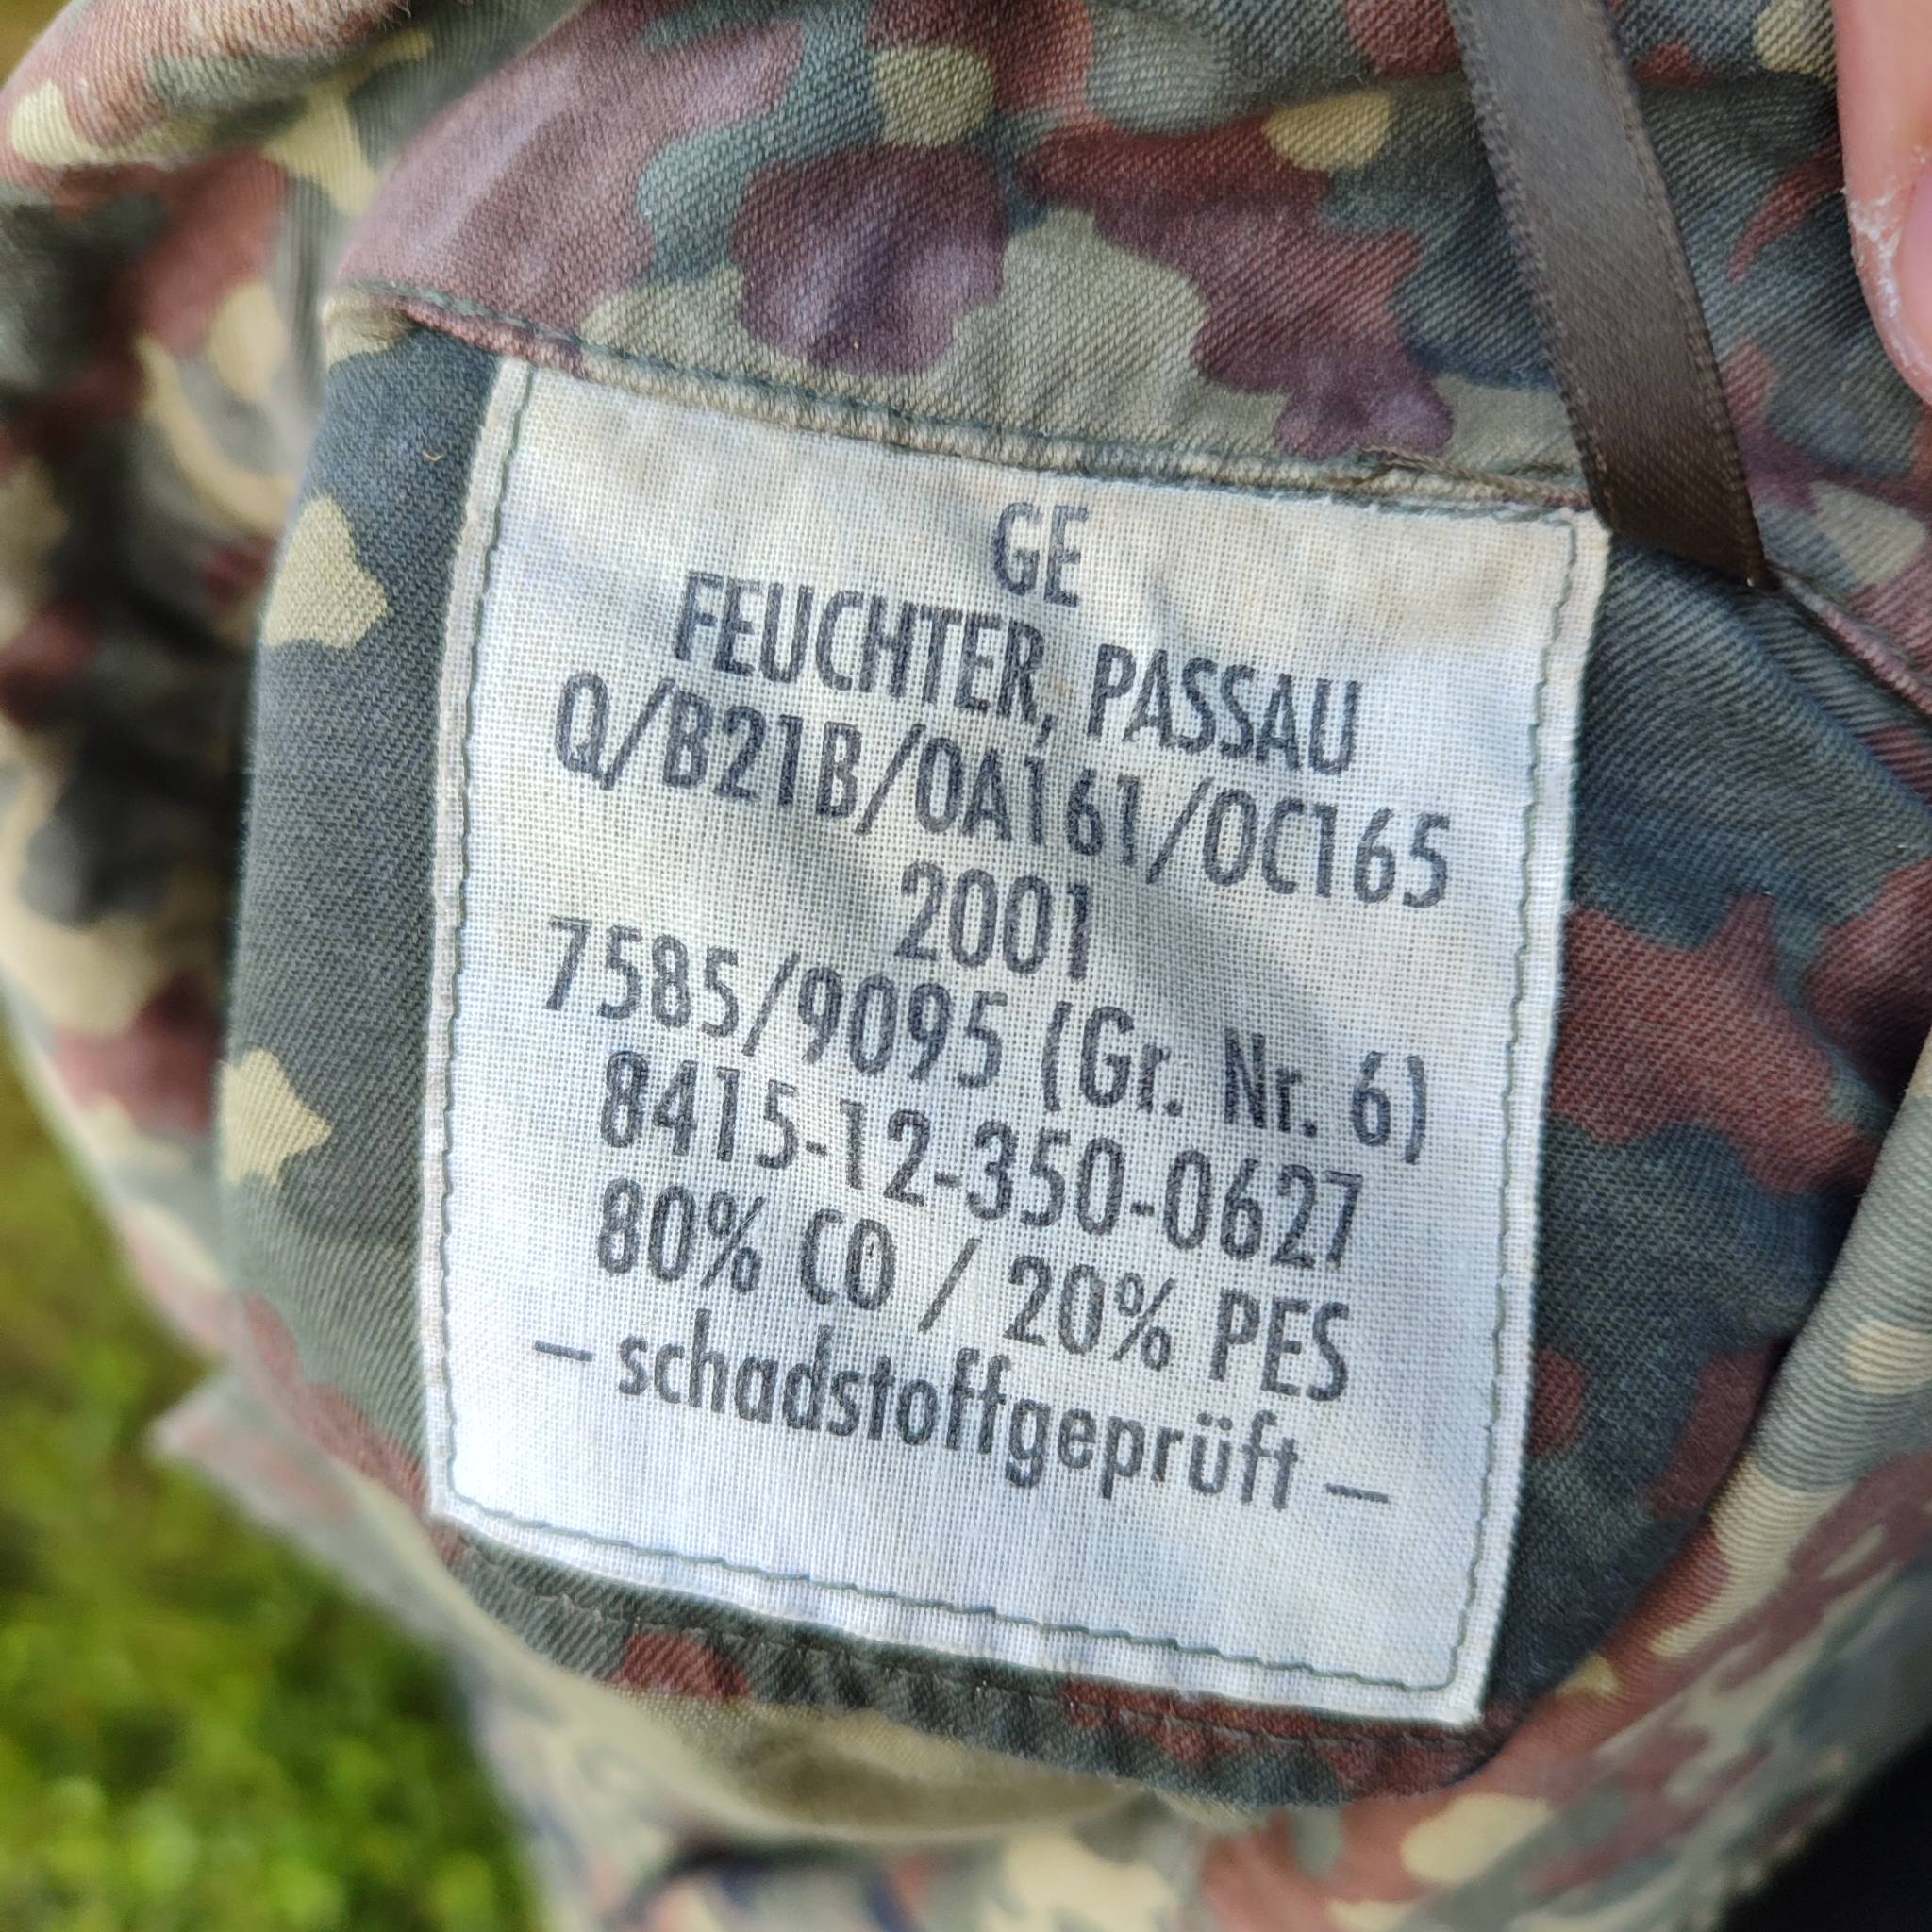 GE
FEUCHTER, PASSAU
Q/B21B/0A161/0C165
2001
7585/9095 (Gr. Nr. 6)
8415-12-350-0627
80% CO / 20% PES
– schadstoffgeprüft –